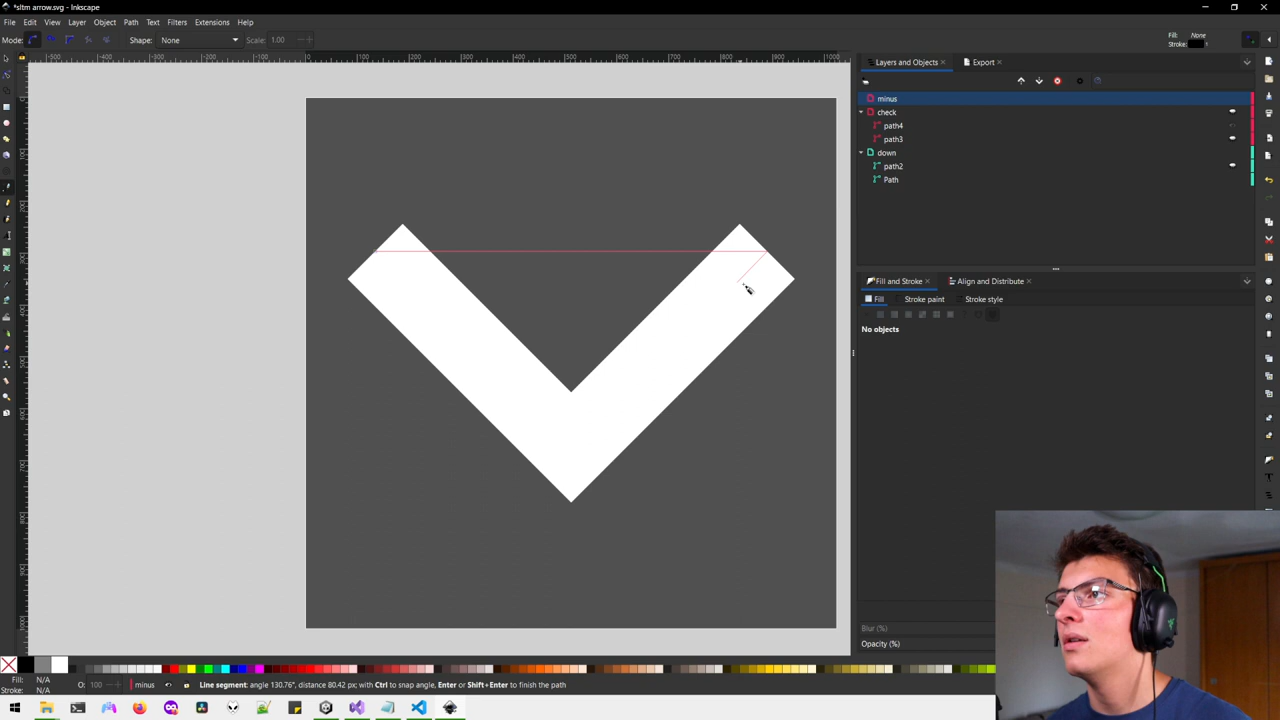 *sltm arrow.svg - Inkscape
File Edit View Layer Object Path Text Filters Extensions Help
Mode: Shape: None Scale: 1.00
Fill: None
Stroke:
Layers and Objects Export
minus
check
path4
path3
down
path2
Path
Fill and Stroke Align and Distribute
Fill Stroke paint Stroke style
No objects
Blur (%)
Opacity (%)
Fill: N/A
Stroke: N/A
O: 100 minus Line segment: angle 130.76°, distance 80.42 px; with Ctrl to snap angle, Enter or Shift+Enter to finish the path